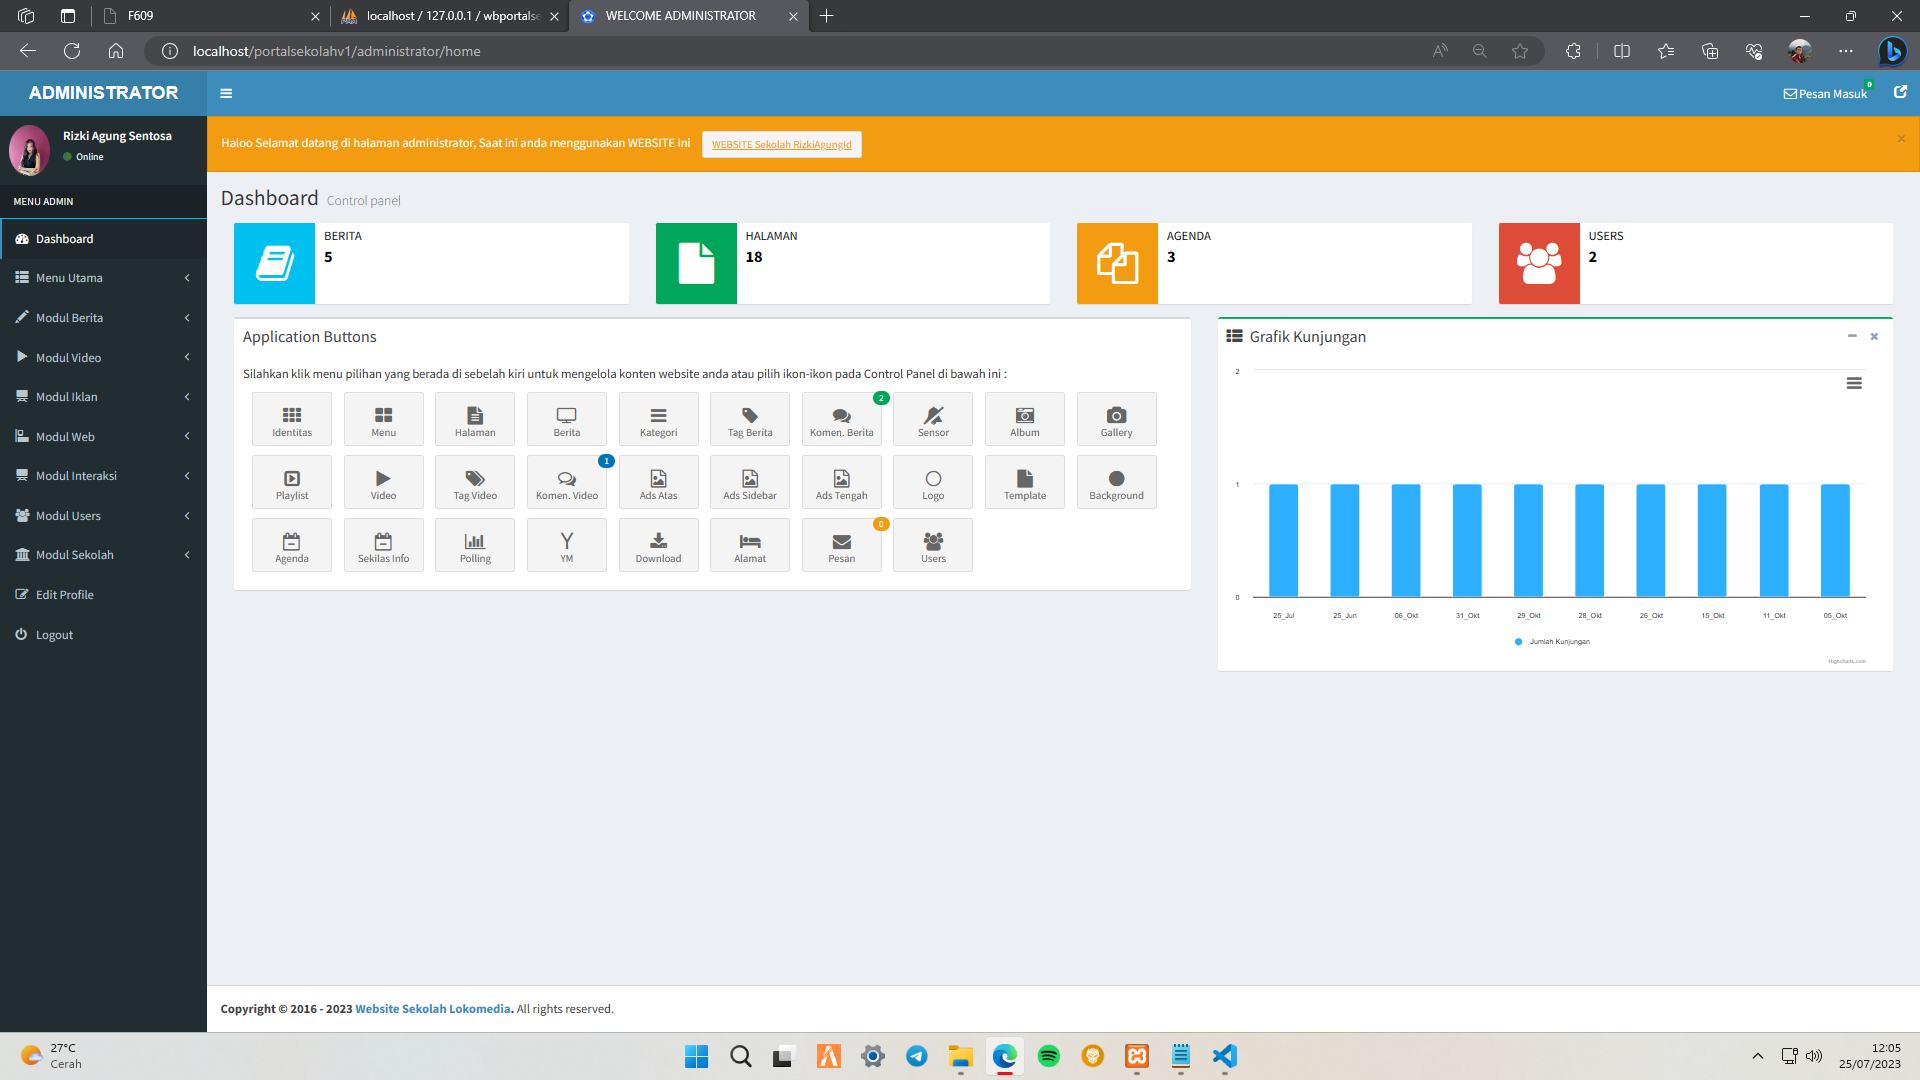 F609
localhost / 127.0.0.1 / wbportalse
WELCOME ADMINISTRATOR
localhost/portalsekolahv1/administrator/home
ADMINISTRATOR
Pesan Masuk
0
Rizki Agung Sentosa
Online
Haloo Selamat datang di halaman administrator, Saat ini anda menggunakan WEBSITE ini
WEBSITE Sekolah RizkiAgungId
×
MENU ADMIN
Dashboard
Menu Utama
Modul Berita
Modul Video
Modul Iklan
Modul Web
Modul Interaksi
Modul Users
Modul Sekolah
Edit Profile
Logout
Dashboard Control panel
BERITA
5
HALAMAN
18
AGENDA
3
USERS
2
Application Buttons
Silahkan klik menu pilihan yang berada di sebelah kiri untuk mengelola konten website anda atau pilih ikon-ikon pada Control Panel di bawah ini :
2
Identitas Menu Halaman Berita Kategori Tag Berita Komen. Berita Sensor Album Gallery
1
Playlist Video Tag Video Komen. Video Ads Atas Ads Sidebar Ads Tengah Logo Template Background
0
Agenda Sekilas Info Polling YM Download Alamat Pesan Users
Grafik Kunjungan
2
1
0
25_Jul 25_Jun 06_Okt 31_Okt 29_Okt 28_Okt 26_Okt 15_Okt 11_Okt 05_Okt
Jumlah Kunjungan
Highcharts.com
Copyright © 2016 - 2023 Website Sekolah Lokomedia. All rights reserved.
27°C
Cerah
12:05
25/07/2023